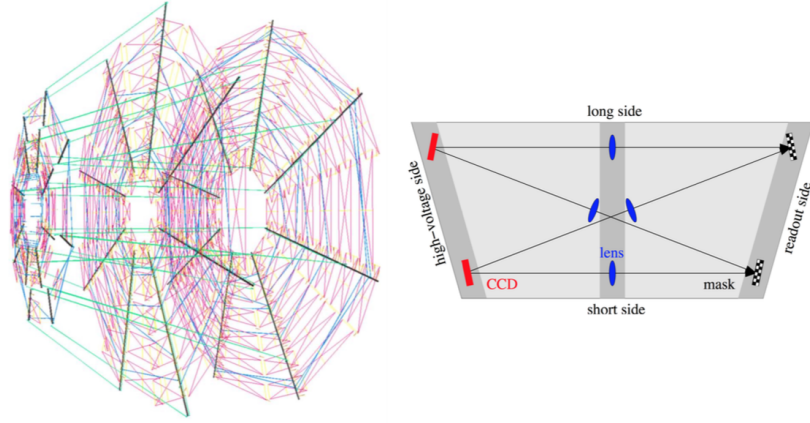 long side
high-voltage side
readout side
lens
CCD
mask
short side